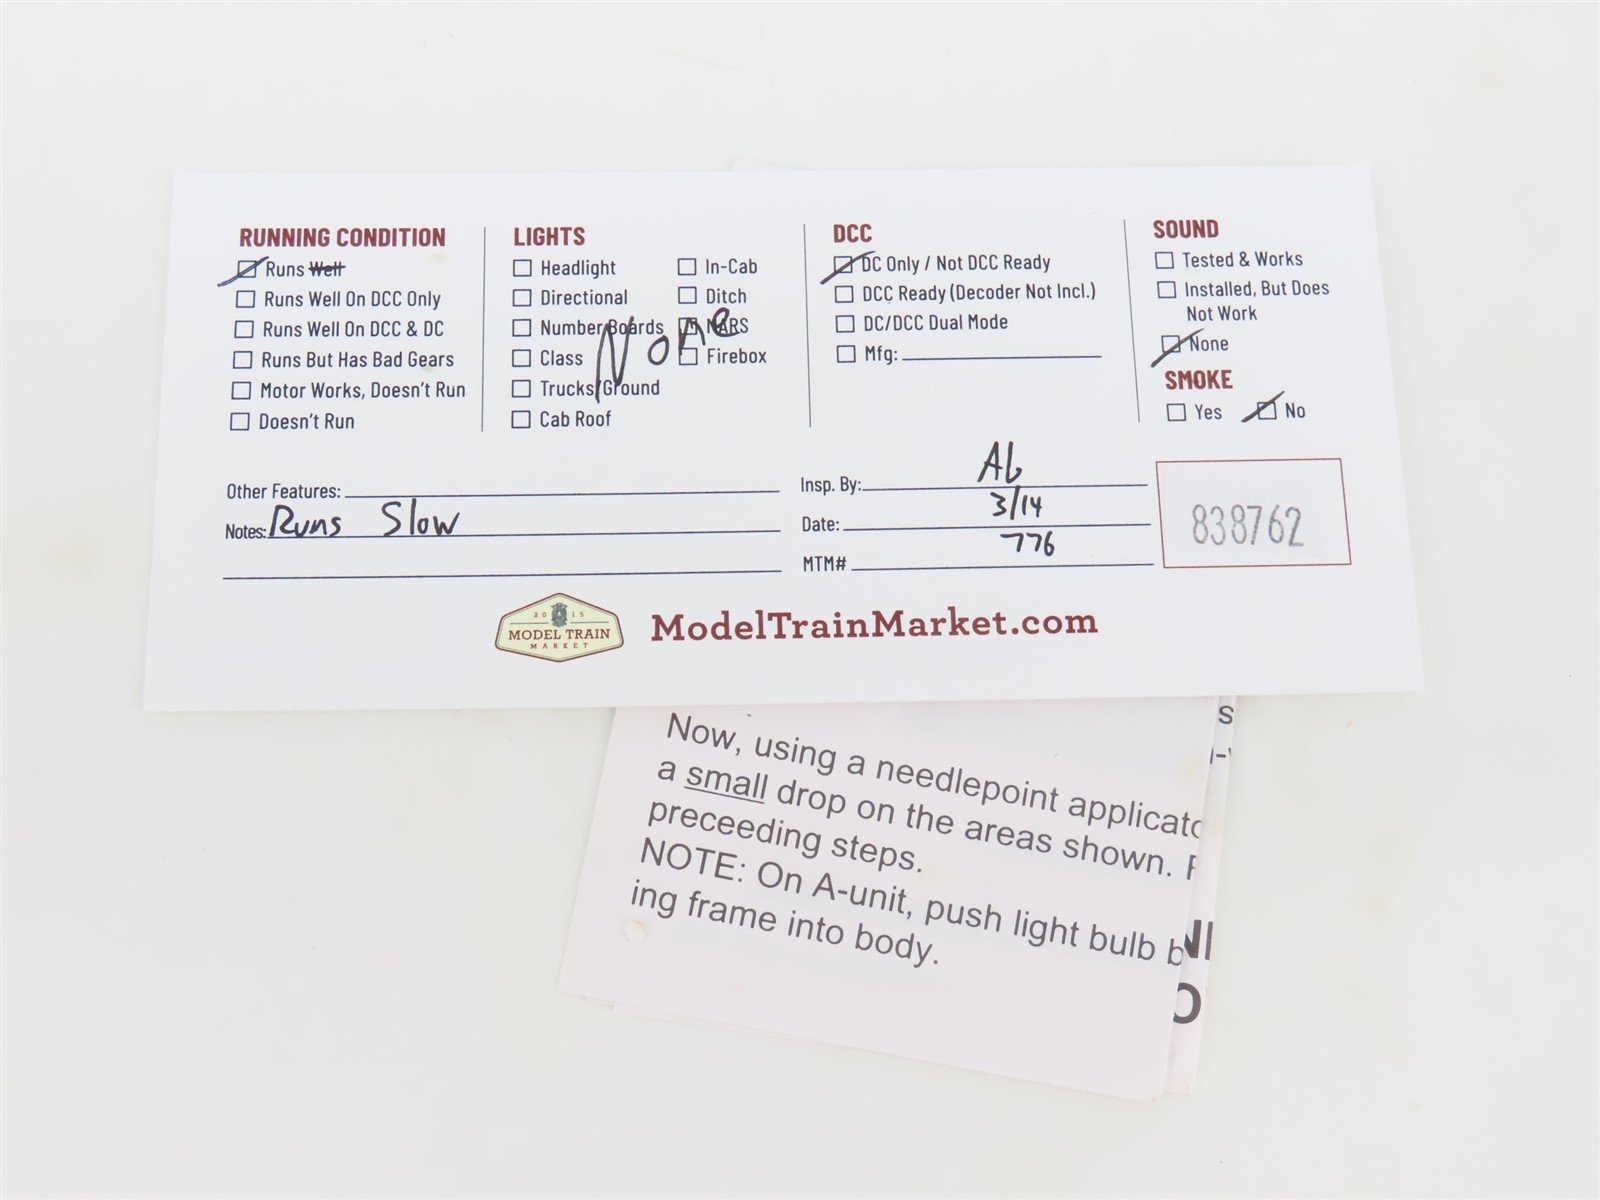 RUNNING CONDITION
Runs Well
Runs Well On DCC Only
Runs Well On DCC & DC
Runs But Has Bad Gears
Motor Works, Doesn't Run
Doesn't Run
LIGHTS
Headlight
Directional
Number Boards
Class
Trucks/Ground
Cab Roof
In-Cab
Ditch
MARS
Firebox
None
DCC
DC Only / Not DCC Ready
DCC Ready (Decoder Not Incl.)
DC/DCC Dual Mode
Mfg:
SOUND
Tested & Works
Installed, But Does
Not Work
None
SMOKE
Yes No
Other Features:
Notes: Runs Slow
Insp. By:
Date: 3/14
MTM# 776
838762
2015
MODEL TRAIN
MARKET
ModelTrainMarket.com
Now, using a needlepoint
a small drop on the areas shown.
preceeding steps.
NOTE: On A-unit, push light bulb
ing frame into body.